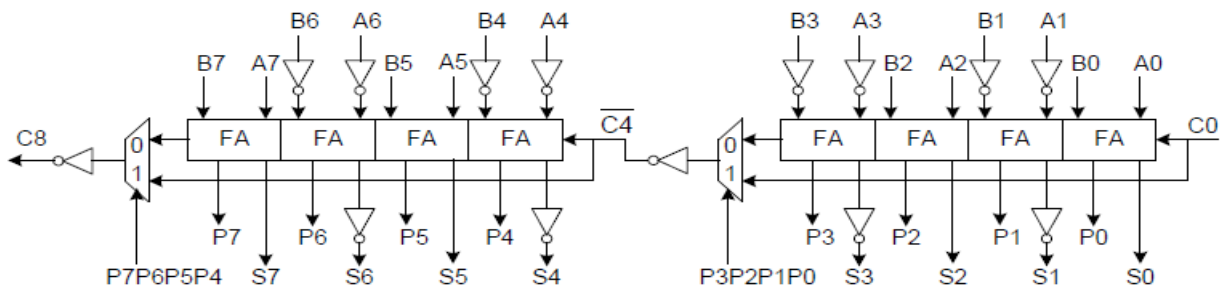 B6 A6 B4 A4 B3 A3 B1 A1
B7 A7 B5 A5 B2 A2 B0 A0
C8 0 FA FA FA FA C4 0 FA FA FA FA C0
1 1
P7 P6 P5 P4 P3 P2 P1 P0
P7P6P5P4 S7 S6 S5 S4 P3P2P1P0 S3 S2 S1 S0